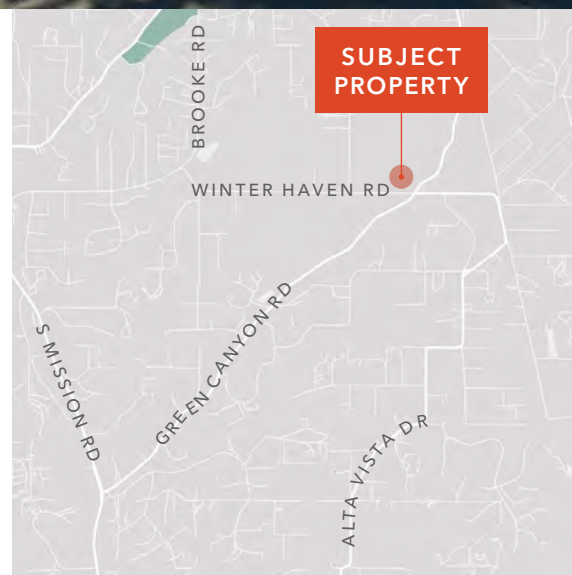 BROOKE RD
SUBJECT
PROPERTY
WINTER HAVEN RD
GREEN CANYON RD
S MISSION RD
ALTA VISTA DR